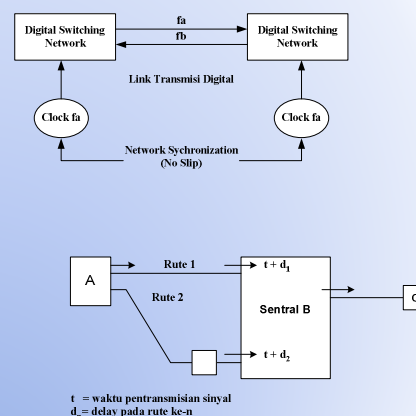 Digital Switching
Network
fa
fb
Digital Switching
Network
Link Transmisi Digital
Clock fa
Clock fa
Network Sychronization
(No Slip)
A
Rute 1
Rute 2
t + d1
Sentral B
t + d2
t = waktu pentransmisian sinyal
d = delay pada rute ke-n